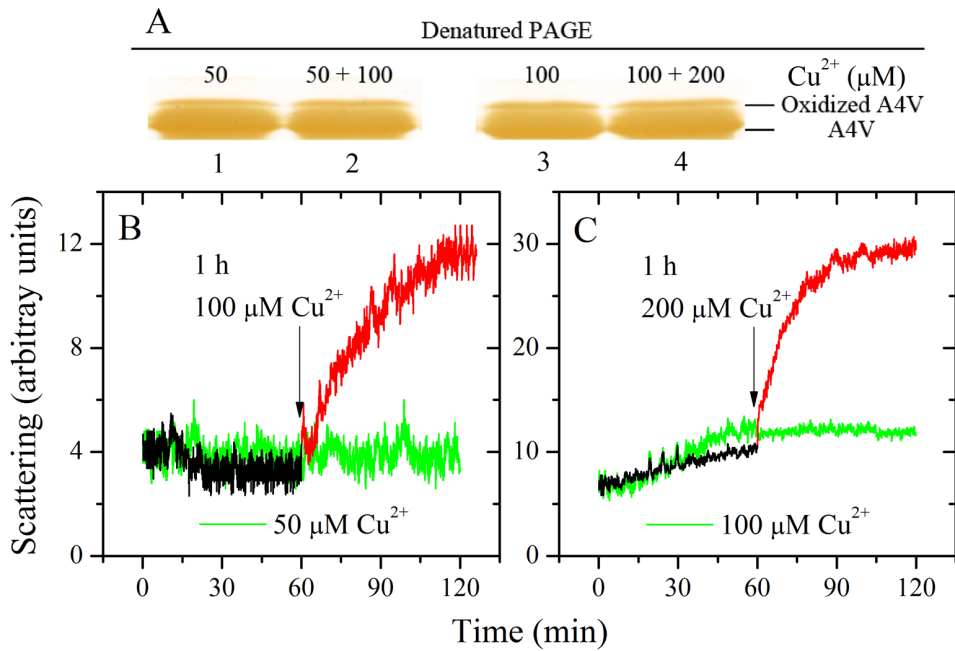 A
Denatured PAGE
50 50 + 100 100 100 + 200 Cu²⁺ (μM)
Oxidized A4V
A4V
1 2 3 4
B
1 h
100 μM Cu²⁺
50 μM Cu²⁺
12
8
4
0
0 30 60 90 120
C
1 h
200 μM Cu²⁺
100 μM Cu²⁺
30
20
10
0
0 30 60 90 120
Scattering (arbitray units)
Time (min)